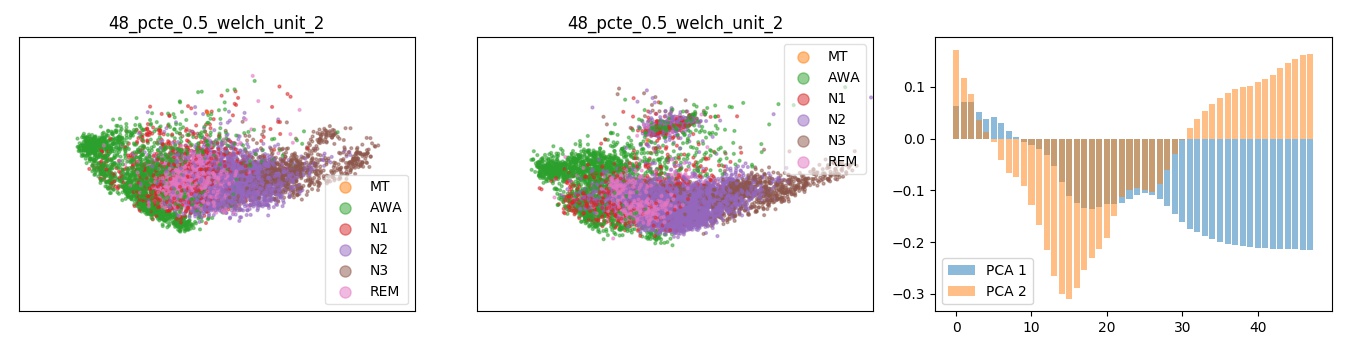 48_pcte_0.5_welch_unit_2
MT
AWA
N1
N2
N3
REM
48_pcte_0.5_welch_unit_2
MT
AWA
N1
N2
N3
REM
0.1
0.0
−0.1
−0.2
−0.3
PCA 1
PCA 2
0 10 20 30 40